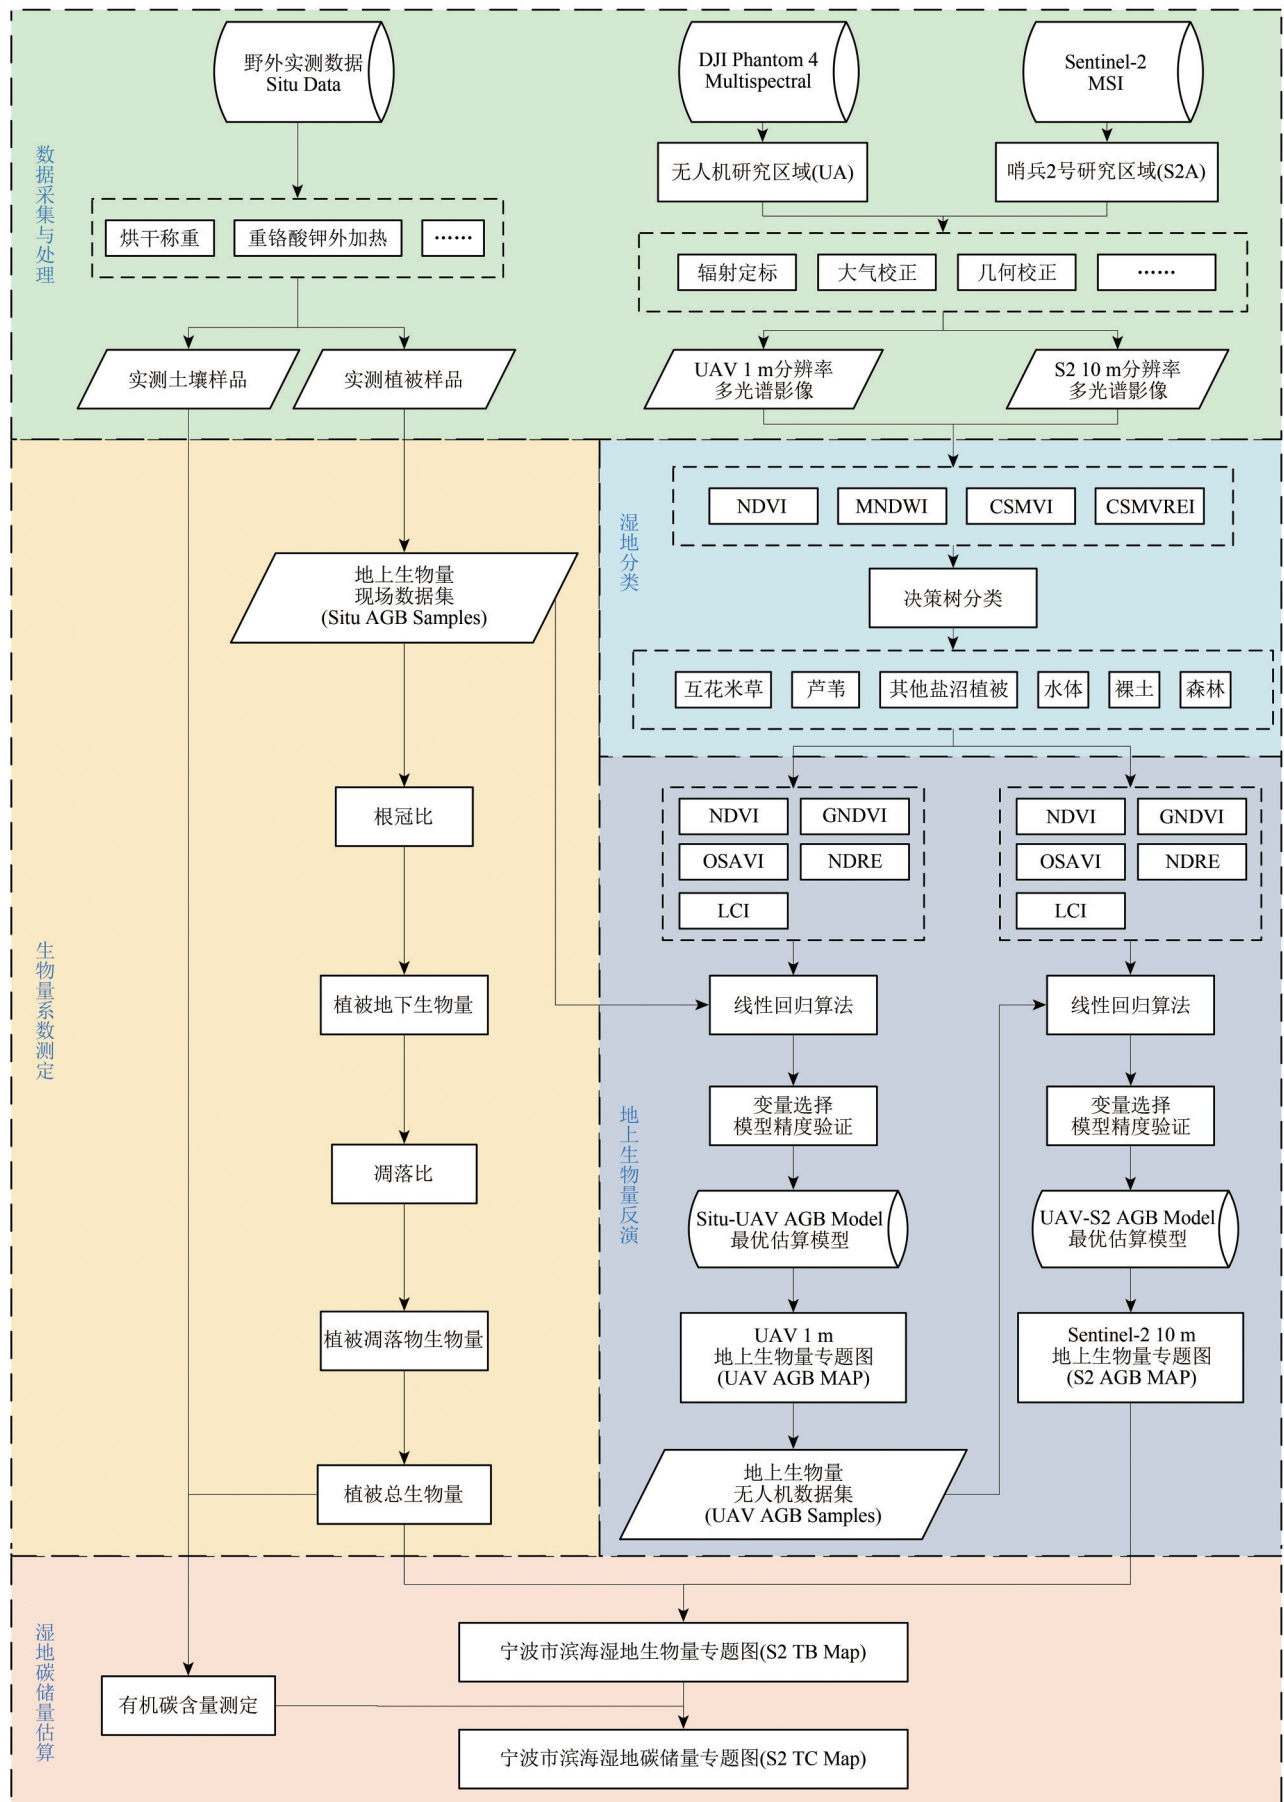 野外实测数据
Situ Data
DJI Phantom 4
Multispectral
Sentinel-2
MSI
数据采集与处理
无人机研究区域(UA)
哨兵2号研究区域(S2A)
烘干称重
重铬酸钾外加热
……
辐射定标
大气校正
几何校正
……
实测土壤样品
实测植被样品
UAV 1 m分辨率
多光谱影像
S2 10 m分辨率
多光谱影像
湿地分类
NDVI
MNDWI
CSMVI
CSMVREI
决策树分类
互花米草
芦苇
其他盐沼植被
水体
裸土
森林
生物量系数测定
地上生物量
现场数据集
(Situ AGB Samples)
根冠比
植被地下生物量
凋落比
植被凋落物生物量
植被总生物量
地上生物量反演
NDVI
GNDVI
OSAVI
NDRE
LCI
NDVI
GNDVI
OSAVI
NDRE
LCI
线性回归算法
线性回归算法
变量选择
模型精度验证
变量选择
模型精度验证
Situ-UAV AGB Model
最优估算模型
UAV-S2 AGB Model
最优估算模型
UAV 1 m
地上生物量专题图
(UAV AGB MAP)
Sentinel-2 10 m
地上生物量专题图
(S2 AGB MAP)
地上生物量
无人机数据集
(UAV AGB Samples)
湿地碳储量估算
宁波市滨海湿地生物量专题图(S2 TB Map)
有机碳含量测定
宁波市滨海湿地碳储量专题图(S2 TC Map)